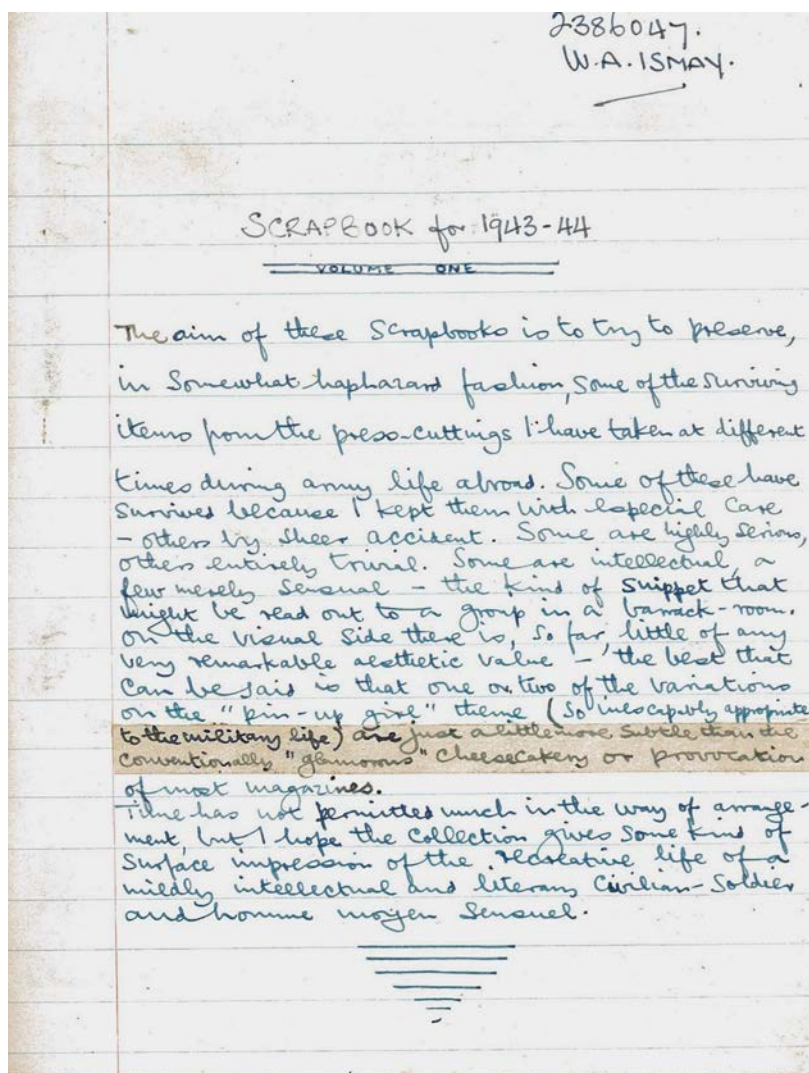 2386047.
W.A. ISMAY.
SCRAPBOOK for 1943-44
VOLUME ONE
The aim of these Scrapbooks is to try to preserve,
in Somewhat haphazard fashion, Some of the surviving
items from the press-cuttings I have taken at different
times during army life abroad. Some of these have
survived because I kept them with especial care
- others by sheer accident. Some are highly serious,
others entirely trivial. Some are intellectual, a
few merely sensual - the kind of snippet that
might be read out to a group in a barrack-room.
On the visual side there is, so far, little of any
very remarkable aesthetic value - the best that
can be said is that one or two of the variations
on the "pin-up girl" theme (so inescapably appropriate
to the military life) are just a little more subtle than the
conventionally "glamorous" cheesecakery or provocation
of most magazines.
Time has not permitted much in the way of arrange-
ment, but I hope the collection gives some kind of
surface impression of the recreative life of a
mildly intellectual and literary Civilian-Soldier
and homme moyen sensuel.